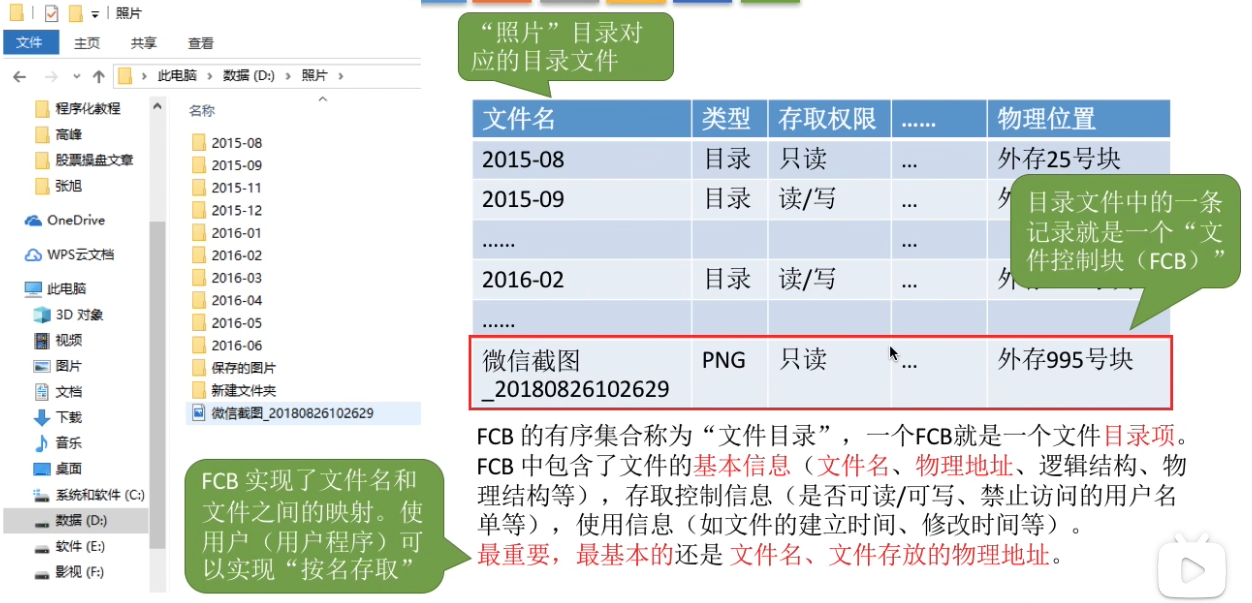 照片
文件 主页 共享 查看
此电脑 › 数据 (D:) › 照片 ›
程序化教程
高峰
股票操盘文章
张旭
OneDrive
WPS云文档
此电脑
3D 对象
视频
图片
文档
下载
音乐
桌面
系统和软件 (C:)
数据 (D:)
软件 (E:)
影视 (F:)
名称
2015-08
2015-09
2015-11
2015-12
2016-01
2016-02
2016-03
2016-04
2016-05
2016-06
保存的图片
新建文件夹
微信截图_20180826102629
“照片”目录对
应的目录文件
文件名 类型 存取权限 …… 物理位置
2015-08 目录 只读 … 外存25号块
2015-09 目录 读/写 … 外
…… …
2016-02 目录 读/写 … 外
……
微信截图 PNG 只读 … 外存995号块
_20180826102629
目录文件中的一条
记录就是一个“文
件控制块（FCB）”
FCB 的有序集合称为“文件目录”，一个FCB就是一个文件目录项。
FCB 中包含了文件的基本信息（文件名、物理地址、逻辑结构、物
理结构等），存取控制信息（是否可读/可写、禁止访问的用户名
单等），使用信息（如文件的建立时间、修改时间等）。
最重要，最基本的还是 文件名、文件存放的物理地址。
FCB 实现了文件名和
文件之间的映射。使
用户（用户程序）可
以实现“按名存取”